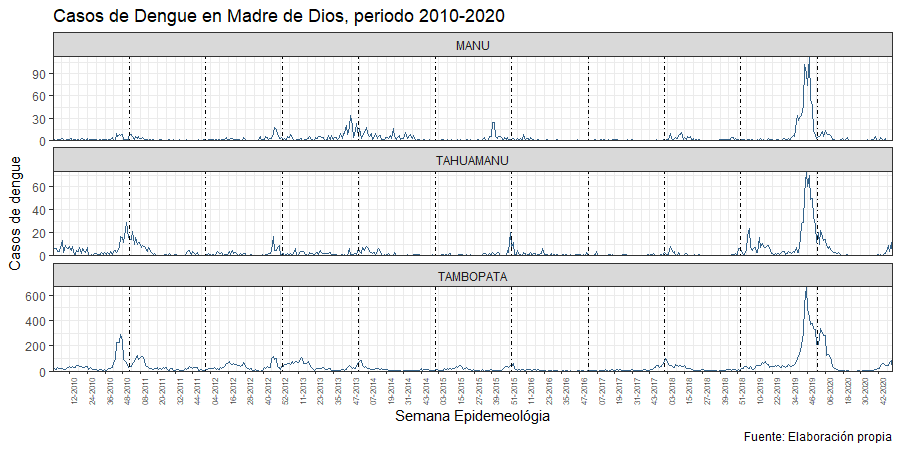 Casos de Dengue en Madre de Dios, periodo 2010-2020
MANU
90
60
30
0
TAHUAMANU
60
40
20
0
TAMBOPATA
600
400
200
0
Casos de dengue
12-2010 24-2010 36-2010 48-2010 08-2011 20-2011 32-2011 44-2011 04-2012 16-2012 28-2012 40-2012 52-2012 11-2013 23-2013 35-2013 47-2013 07-2014 19-2014 31-2014 43-2014 03-2015 15-2015 27-2015 39-2015 51-2015 11-2016 23-2016 35-2016 47-2016 07-2017 19-2017 31-2017 43-2017 03-2018 15-2018 27-2018 39-2018 51-2018 10-2019 22-2019 34-2019 46-2019 06-2020 18-2020 30-2020 42-2020
Semana Epidemeológia
Fuente: Elaboración propia